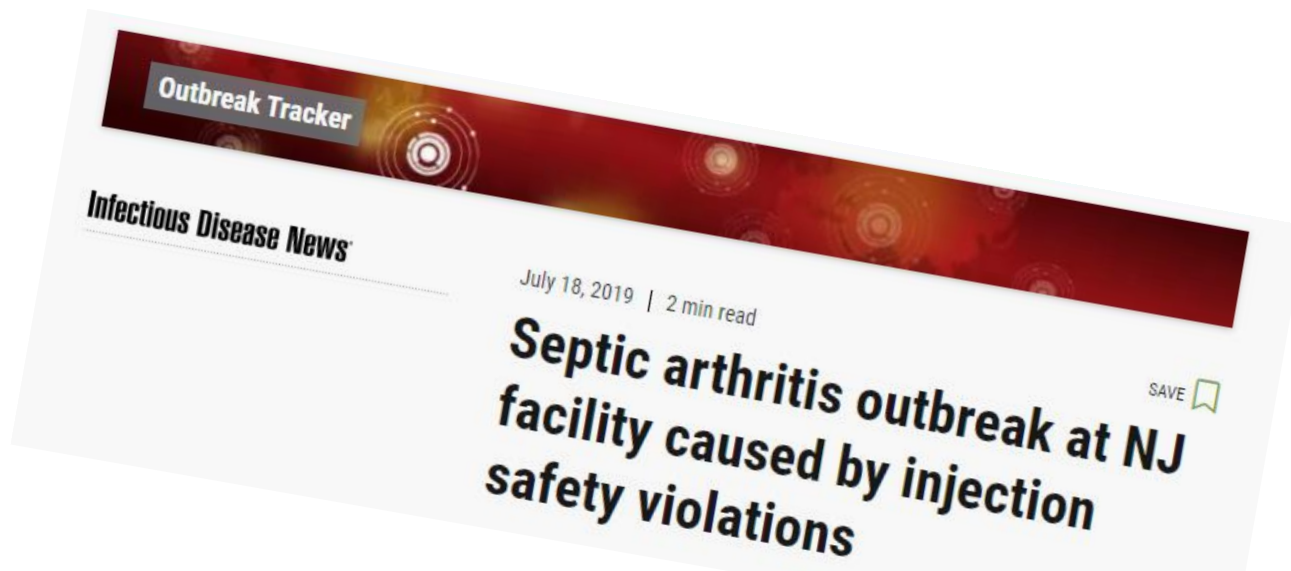 Outbreak Tracker
Infectious Disease News
July 18, 2019 | 2 min read
SAVE
Septic arthritis outbreak at NJ
facility caused by injection
safety violations